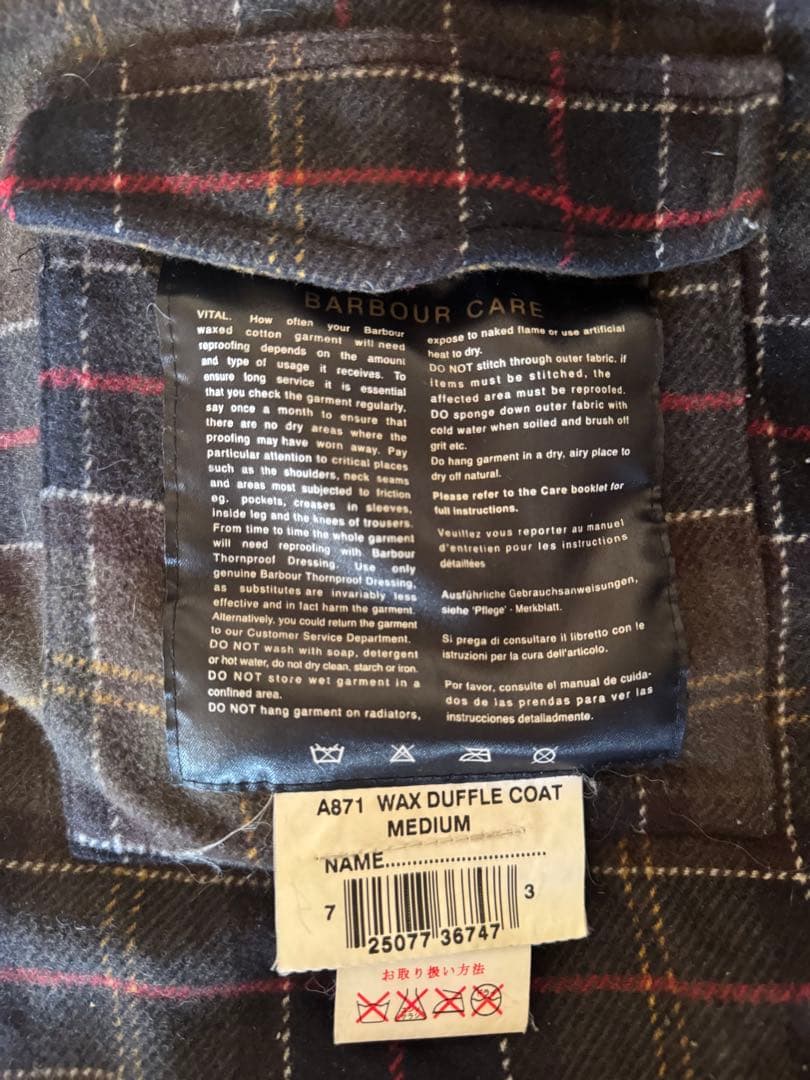 BARBOUR CARE
VITAL. How often your Barbour
waxed cotton garment will need
reproofing depends on the amount
and type of usage it receives. To
ensure long service it is essential
that you check the garment regularly,
say once a month to ensure that
there are no dry areas where the
proofing may have worn away. Pay
particular attention to critical places
such as the shoulders, neck seams
and areas most subjected to friction
eg. pockets, creases in sleeves,
inside leg and the knees of trousers.
From time to time the whole garment
will need reproofing with Barbour
Thornproof Dressing. Use only
genuine Barbour Thornproof Dressing,
as substitutes are invariably less
effective and in fact harm the garment.
Alternatively, you could return the garment
to our Customer Service Department.
DO NOT wash with soap, detergent
or hot water, do not dry clean, starch or iron.
DO NOT store wet garment in a
confined area.
DO NOT hang garment on radiators,
expose to naked flame or use artificial
heat to dry.
DO NOT stitch through outer fabric. if
items must be stitched, the
affected area must be reproofed.
DO sponge down outer fabric with
cold water when soiled and brush off
grit etc.
Do hang garment in a dry, airy place to
dry off natural.
Please refer to the Care booklet for
full instructions.
Veuillez vous reporter au manuel
d'entretien pour les instructions
détaillées
Ausführliche Gebrauchsanweisungen,
siehe 'Pflege' - Merkblatt.
Si prega di consultare il libretto con le
istruzioni per la cura dell'articolo.
Por favor, consulte el manual de cuida-
dos de las prendas para ver las
instrucciones detalladmente.
A871 WAX DUFFLE COAT
MEDIUM
NAME..............................
7 25077 36747 3
お取り扱い方法